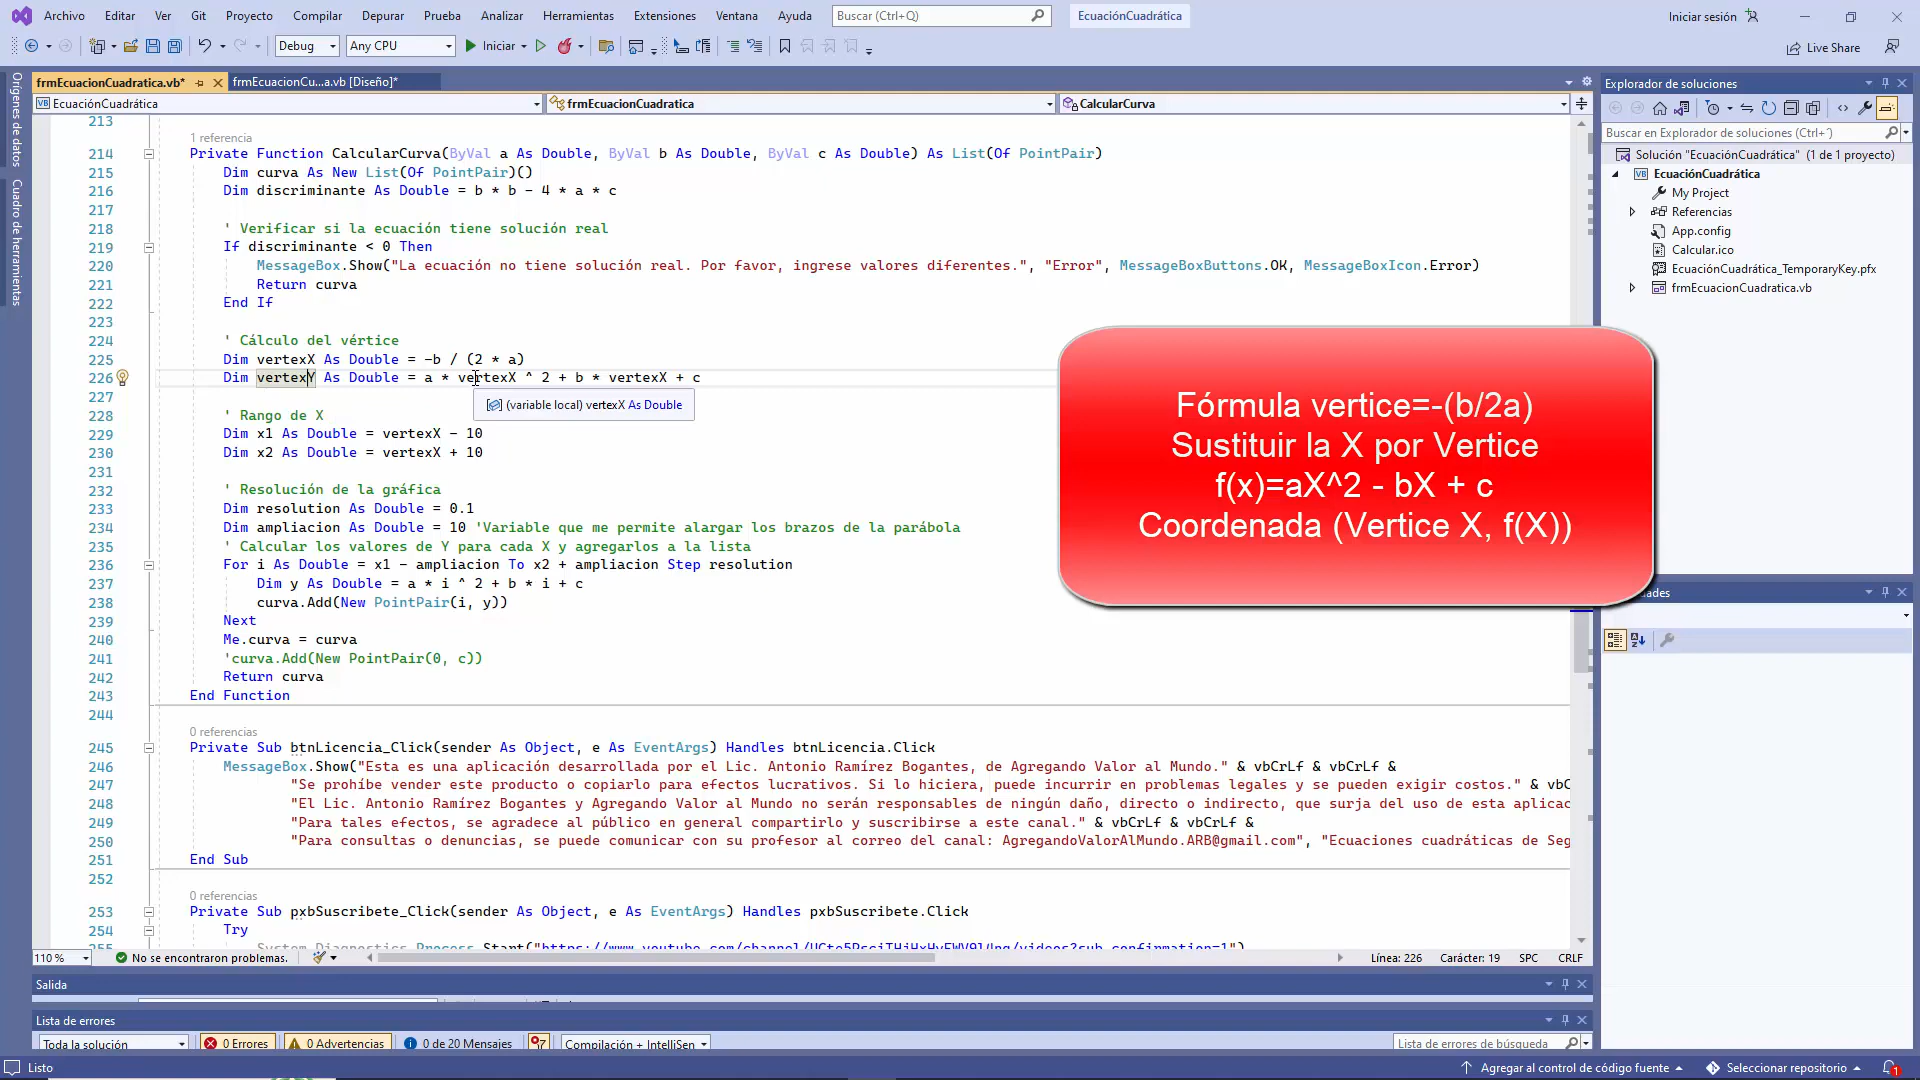 Archivo Editar Ver Git Proyecto Compilar Depurar Prueba Analizar Herramientas Extensiones Ventana Ayuda Buscar (Ctrl+Q) EcuaciónCuadrática Iniciar sesión
Debug Any CPU Iniciar Live Share
frmEcuacionCuadratica.vb* frmEcuacionCu...a.vb [Diseño]*
VB EcuaciónCuadrática frmEcuacionCuadratica CalcularCurva
Orígenes de datos
Cuadro de herramientas
213
1 referencia
214 Private Function CalcularCurva(ByVal a As Double, ByVal b As Double, ByVal c As Double) As List(Of PointPair)
215 Dim curva As New List(Of PointPair)()
216 Dim discriminante As Double = b * b - 4 * a * c
217
218 ' Verificar si la ecuación tiene solución real
219 If discriminante < 0 Then
220 MessageBox.Show("La ecuación no tiene solución real. Por favor, ingrese valores diferentes.", "Error", MessageBoxButtons.OK, MessageBoxIcon.Error)
221 Return curva
222 End If
223
224 ' Cálculo del vértice
225 Dim vertexX As Double = -b / (2 * a)
226 Dim vertexY As Double = a * vertexX ^ 2 + b * vertexX + c
227
(variable local) vertexX As Double
228 ' Rango de X
229 Dim x1 As Double = vertexX - 10
230 Dim x2 As Double = vertexX + 10
231
232 ' Resolución de la gráfica
233 Dim resolution As Double = 0.1
234 Dim ampliacion As Double = 10 'Variable que me permite alargar los brazos de la parábola
235 ' Calcular los valores de Y para cada X y agregarlos a la lista
236 For i As Double = x1 - ampliacion To x2 + ampliacion Step resolution
237 Dim y As Double = a * i ^ 2 + b * i + c
238 curva.Add(New PointPair(i, y))
239 Next
240 Me.curva = curva
241 'curva.Add(New PointPair(0, c))
242 Return curva
243 End Function
244
0 referencias
245 Private Sub btnLicencia_Click(sender As Object, e As EventArgs) Handles btnLicencia.Click
246 MessageBox.Show("Esta es una aplicación desarrollada por el Lic. Antonio Ramírez Bogantes, de Agregando Valor al Mundo." & vbCrLf & vbCrLf &
247 "Se prohíbe vender este producto o copiarlo para efectos lucrativos. Si lo hiciera, puede incurrir en problemas legales y se pueden exigir costos." & vbC
248 "El Lic. Antonio Ramírez Bogantes y Agregando Valor al Mundo no serán responsables de ningún daño, directo o indirecto, que surja del uso de esta aplicac
249 "Para tales efectos, se agradece al público en general compartirlo y suscribirse a este canal." & vbCrLf & vbCrLf &
250 "Para consultas o denuncias, se puede comunicar con su profesor al correo del canal: AgregandoValorAlMundo.ARB@gmail.com", "Ecuaciones cuadráticas de Seg
251 End Sub
252
0 referencias
253 Private Sub pxbSuscribete_Click(sender As Object, e As EventArgs) Handles pxbSuscribete.Click
254 Try
Fórmula vertice=-(b/2a)
Sustituir la X por Vertice
f(x)=aX^2 - bX + c
Coordenada (Vertice X, f(X))
Explorador de soluciones
Buscar en Explorador de soluciones (Ctrl+´)
Solución "EcuaciónCuadrática" (1 de 1 proyecto)
VB EcuaciónCuadrática
My Project
Referencias
App.config
Calcular.ico
EcuaciónCuadrática_TemporaryKey.pfx
frmEcuacionCuadratica.vb
dades
110 % No se encontraron problemas. Línea: 226 Carácter: 19 SPC CRLF
Salida
Lista de errores
Toda la solución 0 Errores 0 Advertencias 0 de 20 Mensajes Compilación + IntelliSen Lista de errores de búsqueda
Listo Agregar al control de código fuente Seleccionar repositorio 1